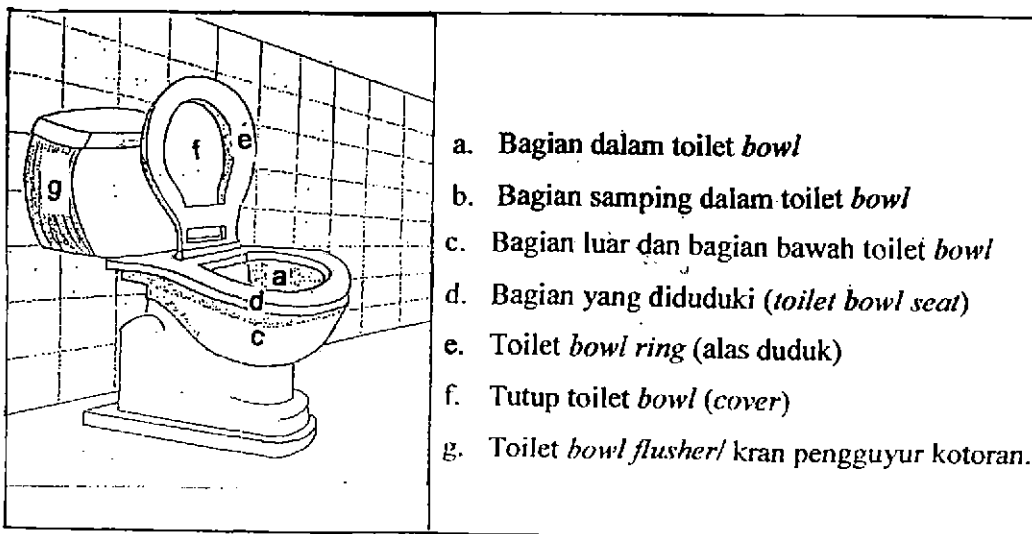 f
e
g
a
d
c
a. Bagian dalam toilet bowl
b. Bagian samping dalam toilet bowl
c. Bagian luar dan bagian bawah toilet bowl
d. Bagian yang diduduki (toilet bowl seat)
e. Toilet bowl ring (alas duduk)
f. Tutup toilet bowl (cover)
g. Toilet bowl flusher/ kran pengguyur kotoran.